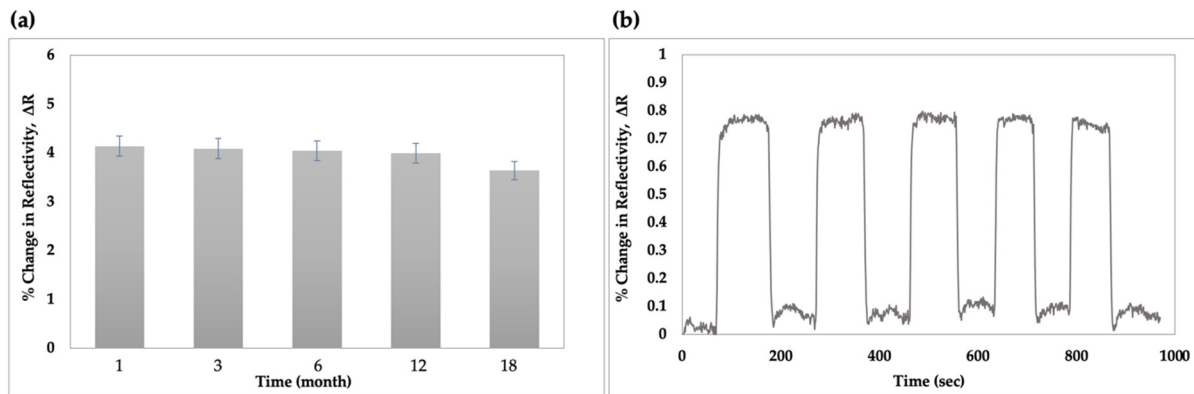 (a)
6
5
4
3
2
1
0
% Change in Reflectivity, ΔR
1 3 6 12 18
Time (month)
(b)
1
0.9
0.8
0.7
0.6
0.5
0.4
0.3
0.2
0.1
0
% Change in Reflectivity, ΔR
0 200 400 600 800 1000
Time (sec)